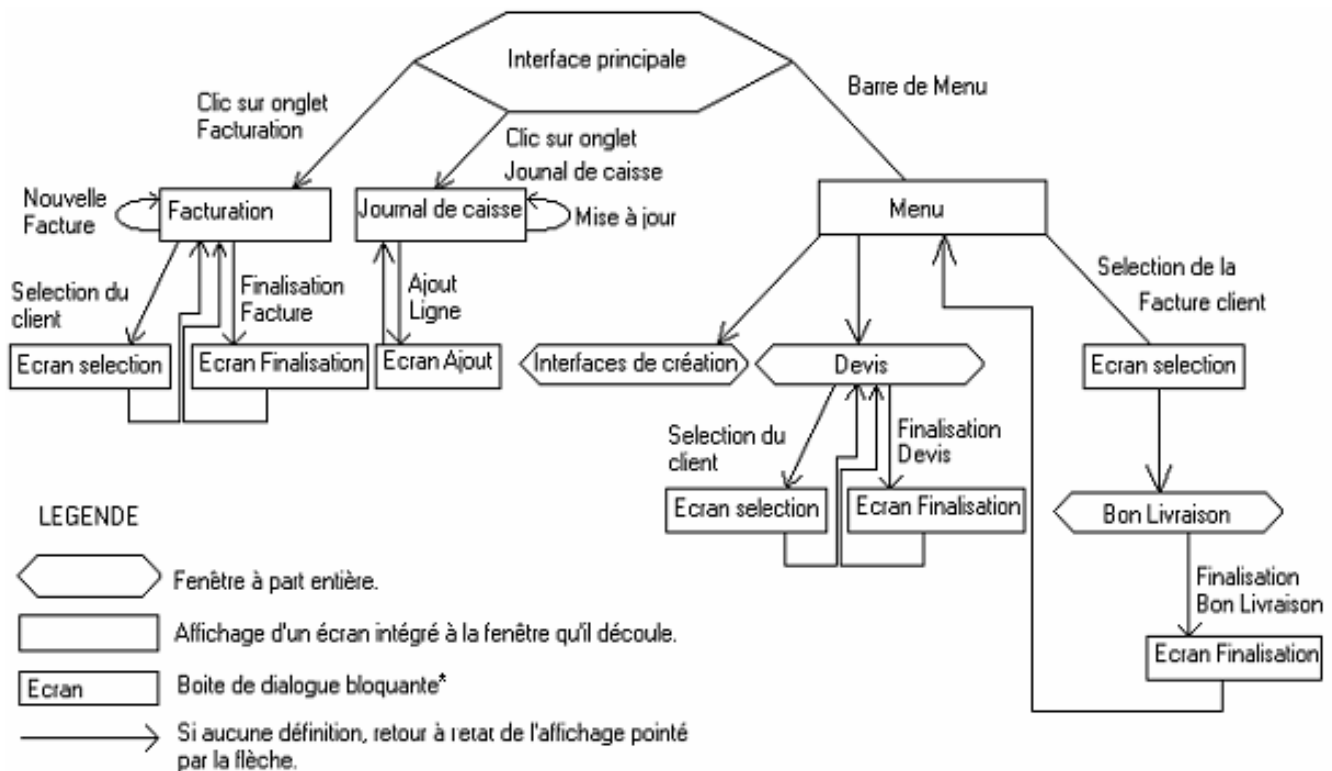 Interface principale
Barre de Menu
Clic sur onglet
Facturation
Clic sur onglet
Jounal de caisse
Nouvelle
Facture
Facturation
Journal de caisse
Mise à jour
Menu
Selection du
client
Finalisation
Facture
Ajout
Ligne
Selection de la
Facture client
Ecran selection
Ecran Finalisation
Ecran Ajout
Interfaces de création
Devis
Ecran selection
Selection du
client
Finalisation
Devis
Ecran selection
Ecran Finalisation
Bon Livraison
Finalisation
Bon Livraison
Ecran Finalisation
LEGENDE
Fenêtre à part entière.
Affichage d'un écran intégré à la fenêtre qu'il découle.
Ecran
Boite de dialogue bloquante*
Si aucune définition, retour à l'etat de l'affichage pointé
par la flèche.